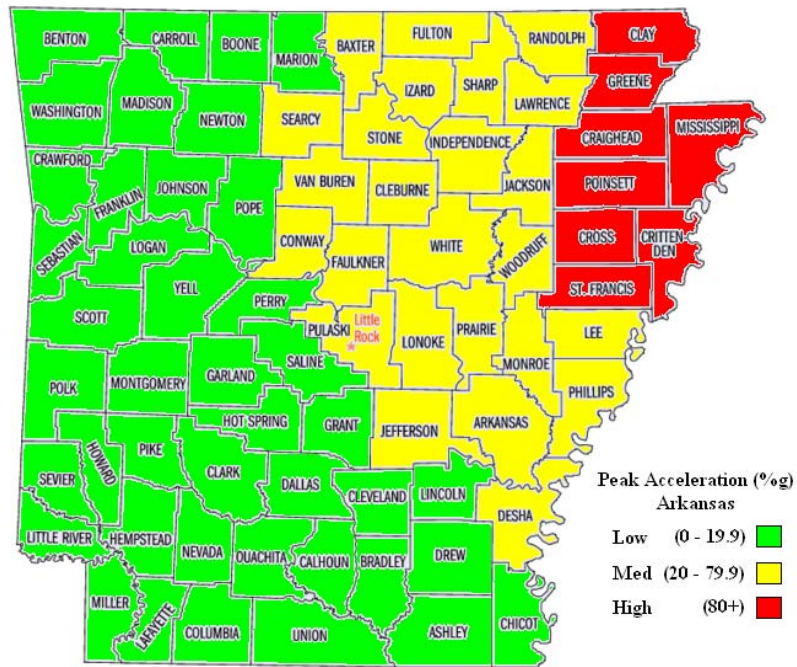 BENTON
CARROLL
BOONE
MARION
BAXTER
FULTON
RANDOLPH
CLAY
GREENE
IZARD
SHARP
LAWRENCE
WASHINGTON
MADISON
NEWTON
SEARCY
STONE
INDEPENDENCE
CRAIGHEAD
MISSISSIPPI
CRAWFORD
FRANKLIN
JOHNSON
POPE
VAN BUREN
CLEBURNE
JACKSON
POINSETT
SEBASTIAN
LOGAN
CONWAY
FAULKNER
WHITE
WOODRUFF
CROSS
CRITTEN
DEN
ST. FRANCIS
SCOTT
YELL
PERRY
PULASKI
Little
Rock
LONOKE
PRAIRIE
MONROE
LEE
PHILLIPS
POLK
MONTGOMERY
GARLAND
SALINE
HOT SPRING
GRANT
JEFFERSON
ARKANSAS
SEVIER
HOWARD
PIKE
CLARK
DALLAS
CLEVELAND
LINCOLN
DESHA
LITTLE RIVER
HEMPSTEAD
NEVADA
OUACHITA
CALHOUN
BRADLEY
DREW
MILLER
LAFAYETTE
COLUMBIA
UNION
ASHLEY
CHICOT
Peak Acceleration (%g)
Arkansas
Low (0 - 19.9)
Med (20 - 79.9)
High (80+)